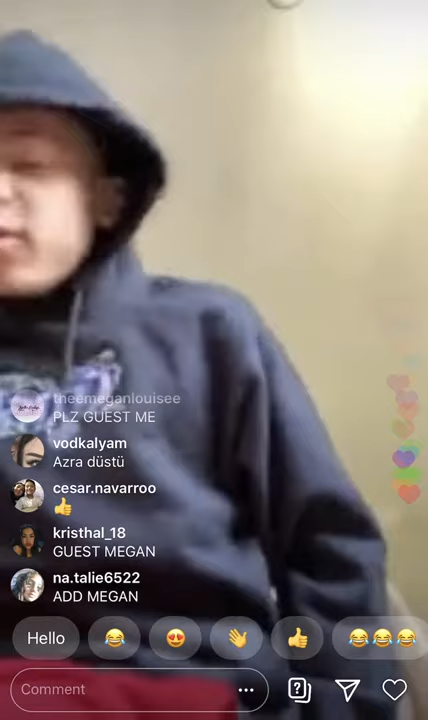 theemeganlouisee
PLZ GUEST ME
vodkalyam
Azra düstü
cesar.navarroo
👍
kristhal_18
GUEST MEGAN
na.talie6522
ADD MEGAN
Hello 😂 😍 👋 👍 😂😂😂
Comment